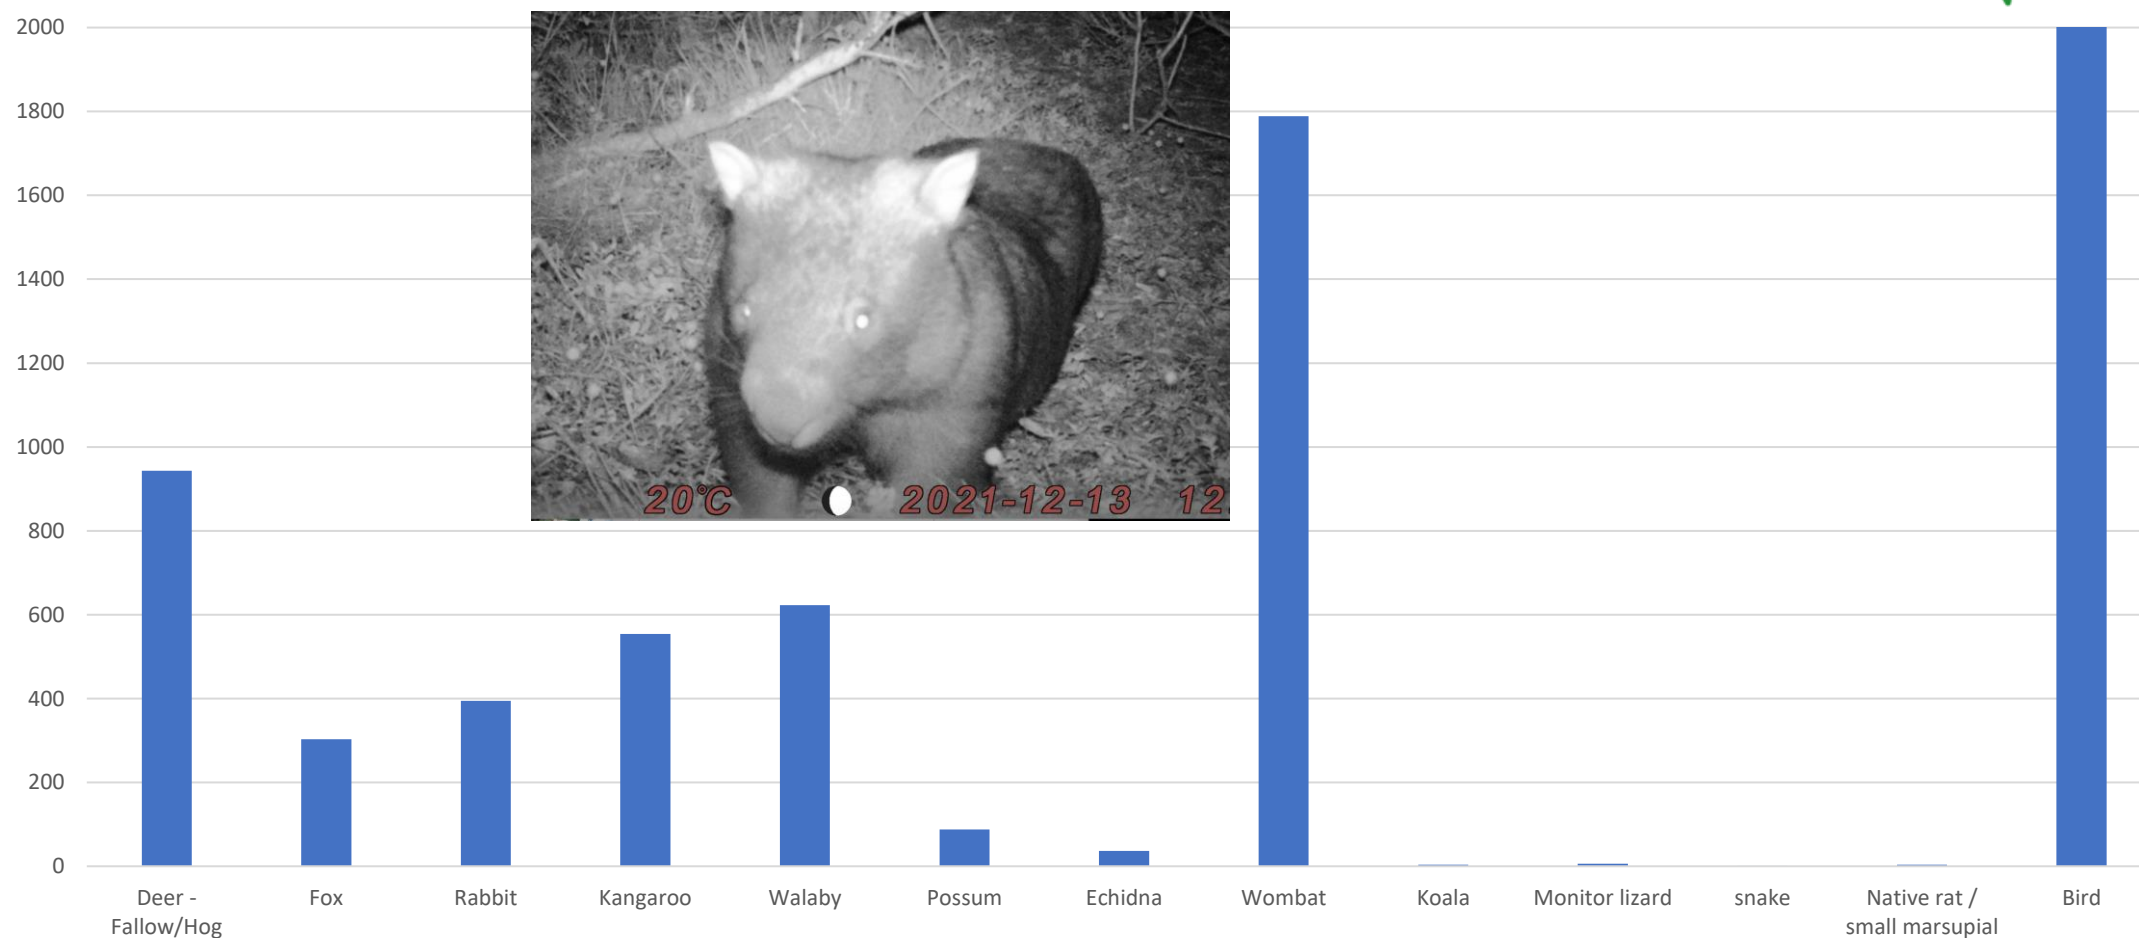 2000
1800
1600
1400
1200
1000
800
600
400
200
0
20°C 2021-12-13 12
Deer -
Fallow/Hog
Fox
Rabbit
Kangaroo
Walaby
Possum
Echidna
Wombat
Koala
Monitor lizard
snake
Native rat /
small marsupial
Bird